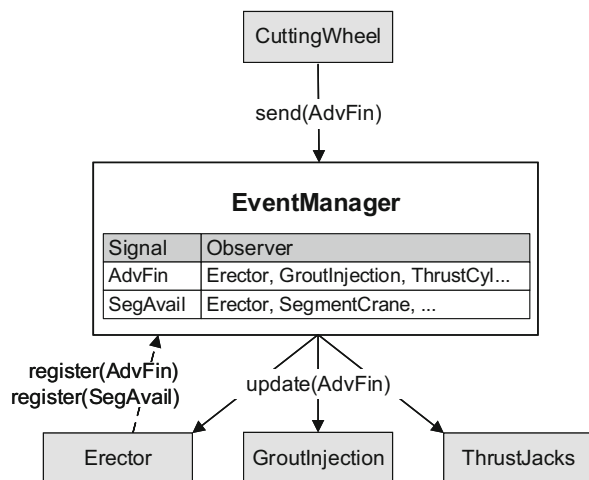 CuttingWheel
send(AdvFin)
EventManager
Signal Observer
AdvFin Erector, GroutInjection, ThrustCyl...
SegAvail Erector, SegmentCrane, ...
register(AdvFin)
register(SegAvail)
update(AdvFin)
Erector GroutInjection ThrustJacks